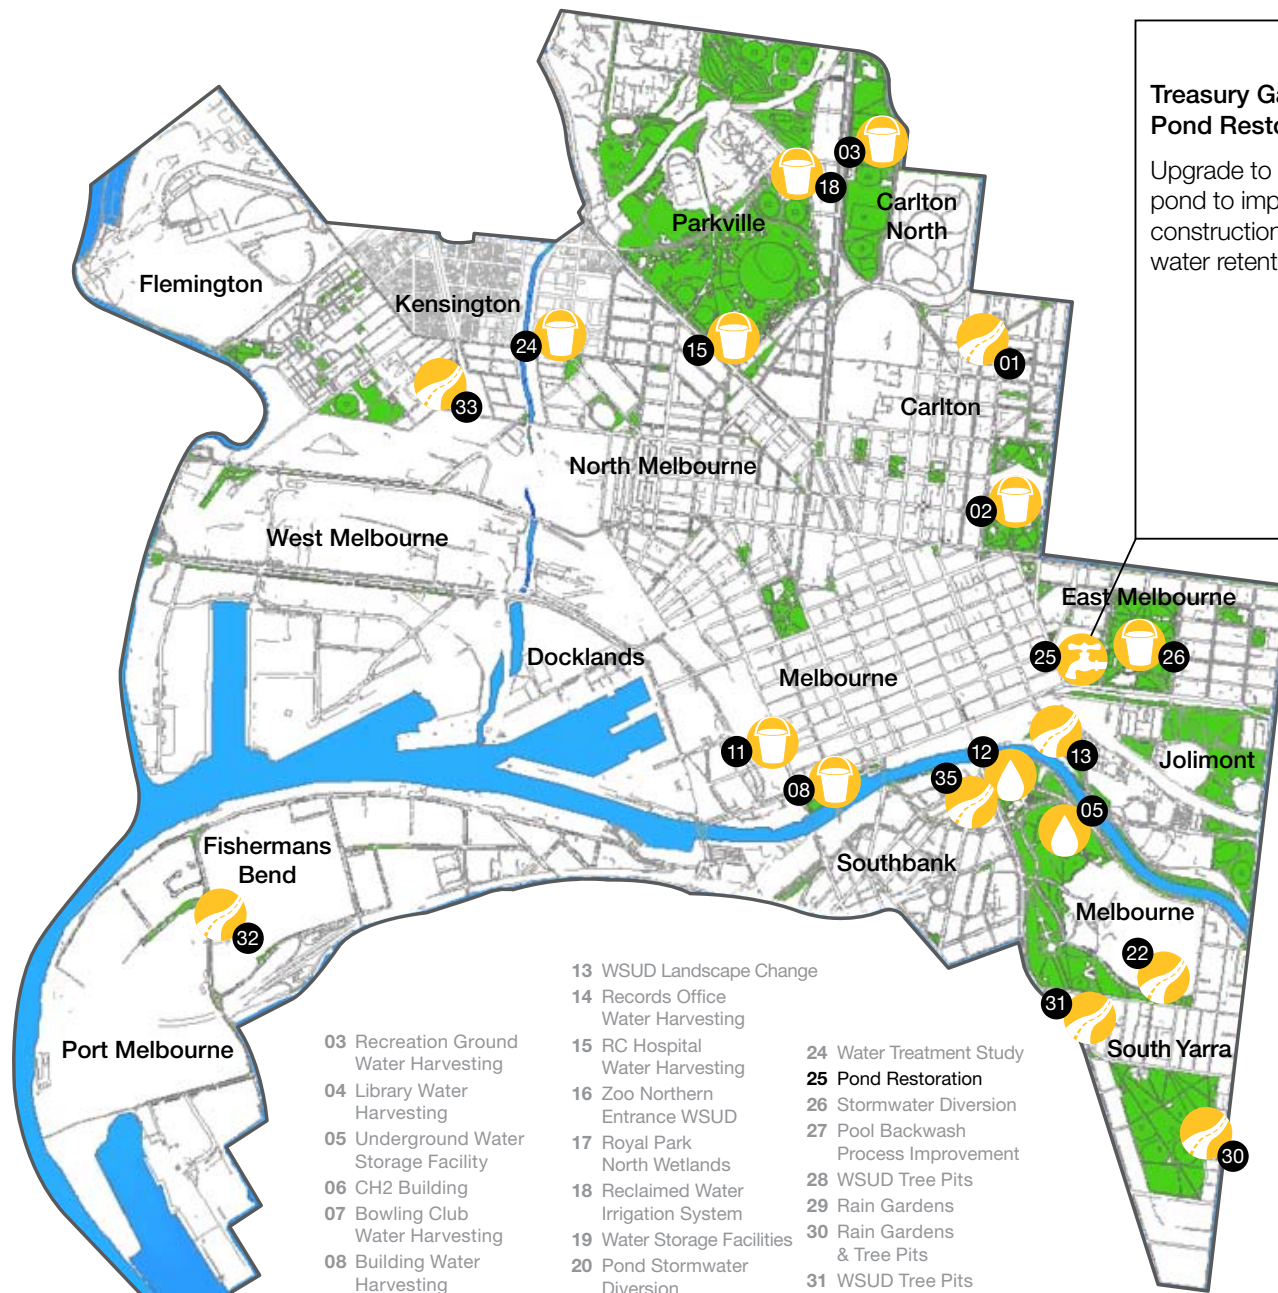 Treasury Ga
Pond Resto
Upgrade to
pond to imp
construction
water retent
03
18
Carlton
North
Parkville
Flemington
Kensington
24
15
01
33
Carlton
North Melbourne
02
West Melbourne
East Melbourne
Docklands
25
26
Melbourne
11
12
13
Jolimont
08
35
05
Southbank
Fishermans
Bend
Melbourne
32
22
31
Port Melbourne
South Yarra
30
03 Recreation Ground
Water Harvesting
04 Library Water
Harvesting
05 Underground Water
Storage Facility
06 CH2 Building
07 Bowling Club
Water Harvesting
08 Building Water
Harvesting
13 WSUD Landscape Change
14 Records Office
Water Harvesting
15 RC Hospital
Water Harvesting
16 Zoo Northern
Entrance WSUD
17 Royal Park
North Wetlands
18 Reclaimed Water
Irrigation System
19 Water Storage Facilities
20 Pond Stormwater
Diversion
24 Water Treatment Study
25 Pond Restoration
26 Stormwater Diversion
27 Pool Backwash
Process Improvement
28 WSUD Tree Pits
29 Rain Gardens
30 Rain Gardens
& Tree Pits
31 WSUD Tree Pits